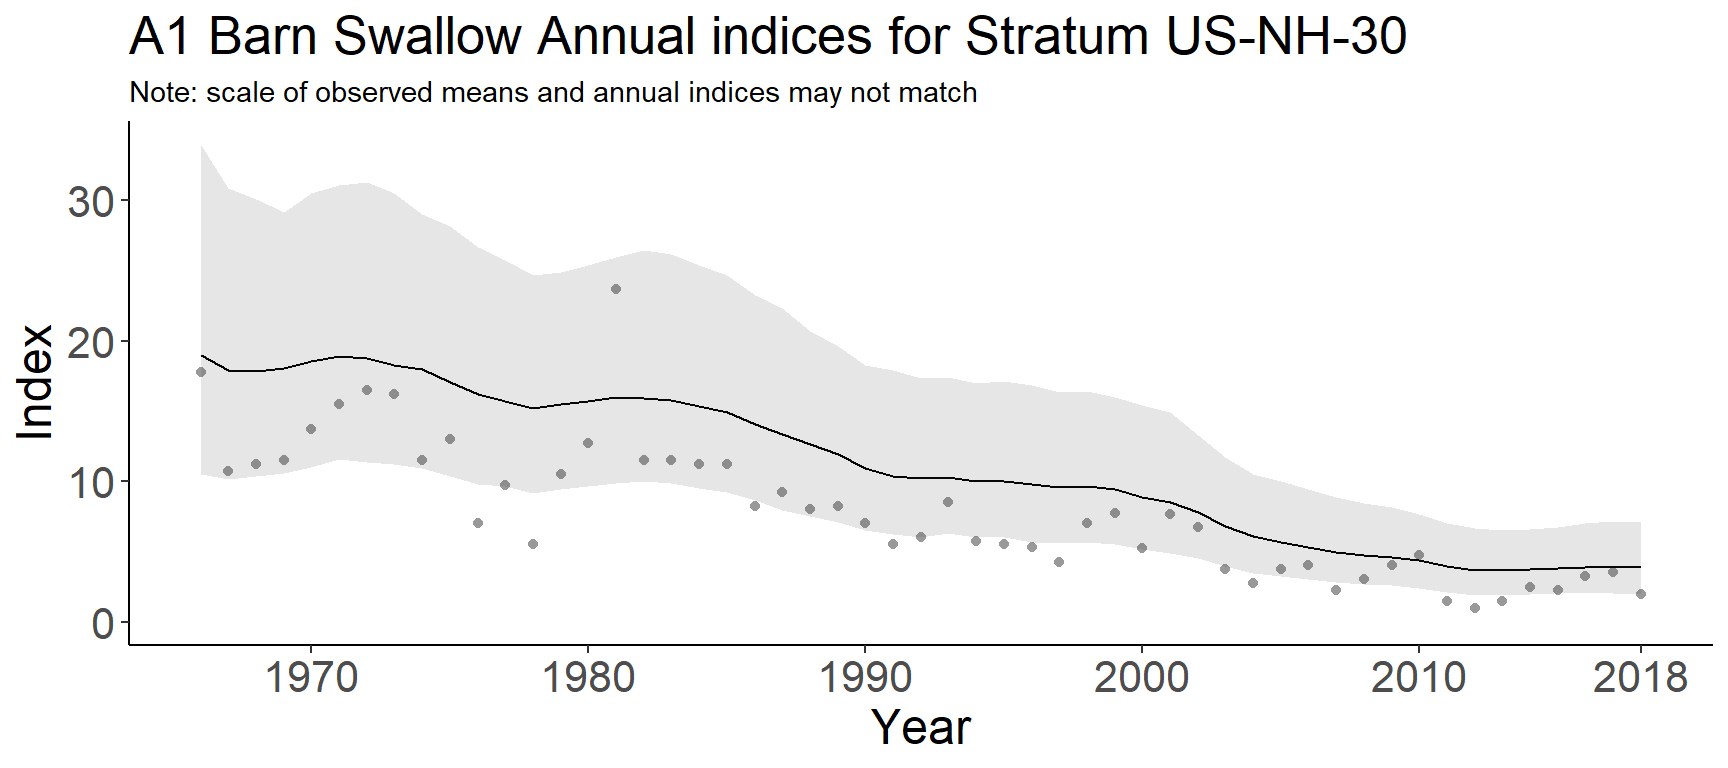 A1 Barn Swallow Annual indices for Stratum US-NH-30
Note: scale of observed means and annual indices may not match
30
20
10
0
Index
1970 1980 1990 2000 2010 2018
Year